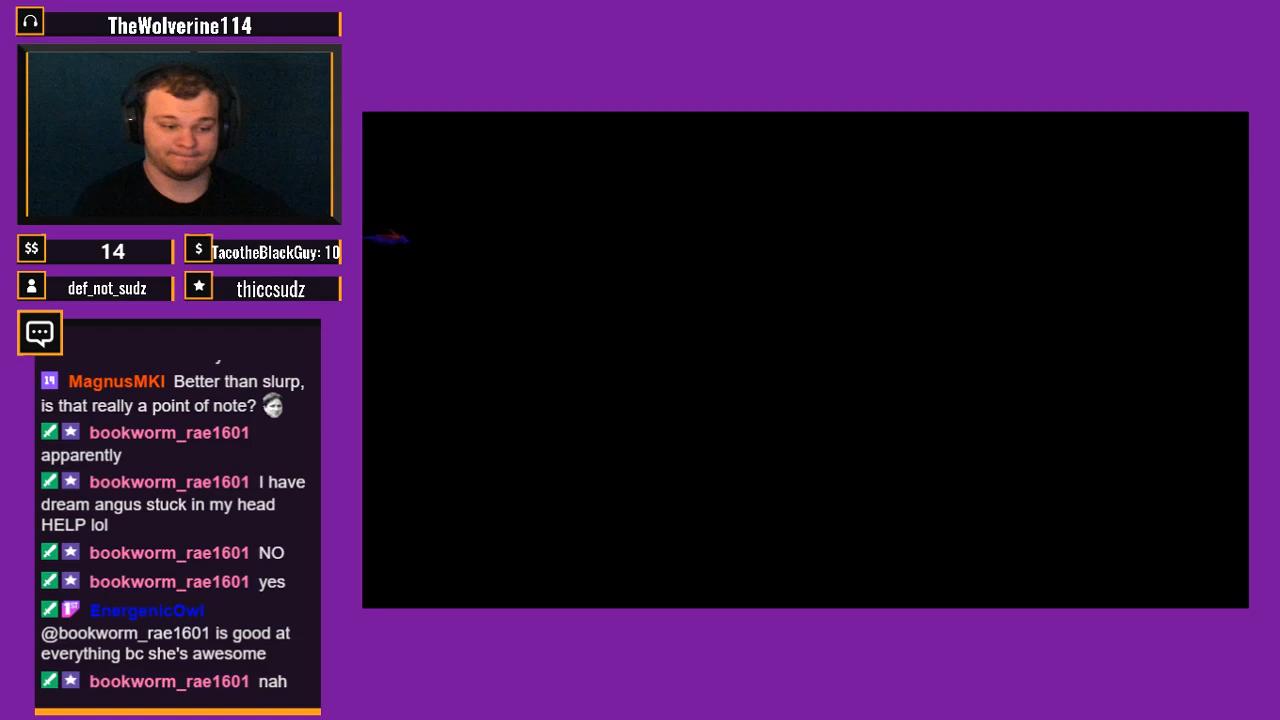 TheWolverine114
$$ 14
$ TacotheBlackGuy: 10
def_not_sudz
thiccsudz
19 MagnusMKI Better than slurp,
is that really a point of note?
bookworm_rae1601
apparently
bookworm_rae1601 I have
dream angus stuck in my head
HELP lol
bookworm_rae1601 NO
bookworm_rae1601 yes
1ST EnergenicOwl
@bookworm_rae1601 is good at
everything bc she's awesome
bookworm_rae1601 nah